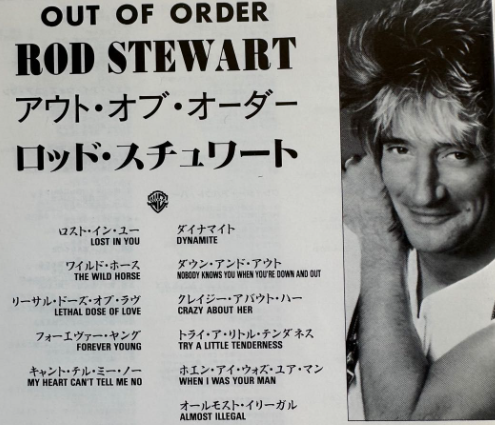 OUT OF ORDER
ROD STEWART
アウト・オブ・オーダー
ロッド・スチュワート
ロスト・イン・ユー
LOST IN YOU
ワイルド・ホース
THE WILD HORSE
リーサル・ドーズ・オブ・ラヴ
LETHAL DOSE OF LOVE
フォーエヴァー・ヤング
FOREVER YOUNG
キャント・テル・ミー・ノー
MY HEART CAN'T TELL ME NO
ダイナマイト
DYNAMITE
ダウン・アンド・アウト
NOBODY KNOWS YOU WHEN YOU'RE DOWN AND OUT
クレイジー・アバウト・ハー
CRAZY ABOUT HER
トライ・ア・リトル・テンダネス
TRY A LITTLE TENDERNESS
ホエン・アイ・ウォズ・ユア・マン
WHEN I WAS YOUR MAN
オールモスト・イリーガル
ALMOST ILLEGAL